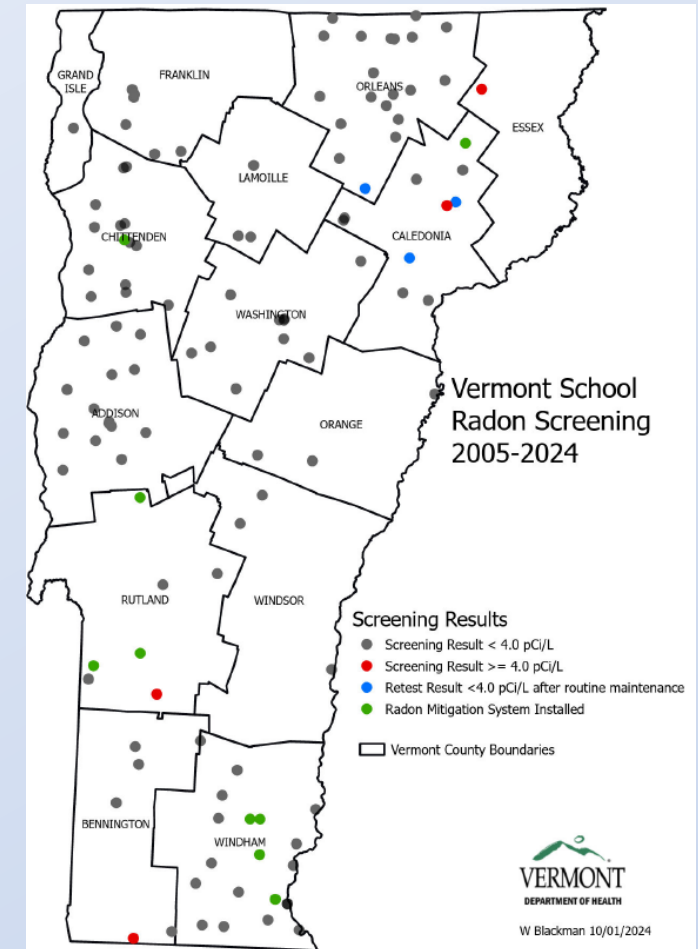 GRAND
ISLE
FRANKLIN
ORLEANS
ESSEX
LAMOILLE
CHITTENDEN
CALEDONIA
WASHINGTON
ADDISON
ORANGE
Vermont School
Radon Screening
2005-2024
RUTLAND
WINDSOR
Screening Results
Screening Result < 4.0 pCi/L
Screening Result >= 4.0 pCi/L
Retest Result <4.0 pCi/L after routine maintenance
Radon Mitigation System Installed
Vermont County Boundaries
BENNINGTON
WINDHAM
VERMONT
DEPARTMENT OF HEALTH
W Blackman 10/01/2024